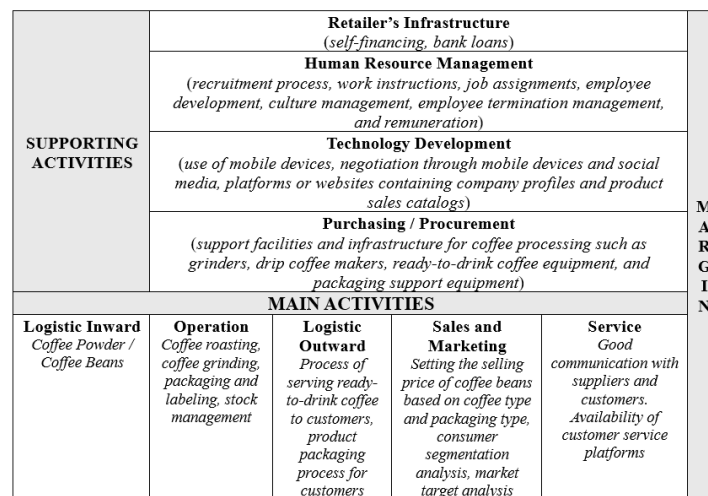 Retailer's Infrastructure
(self-financing, bank loans)
Human Resource Management
(recruitment process, work instructions, job assignments, employee
development, culture management, employee termination management,
and remuneration)
SUPPORTING
ACTIVITIES
Technology Development
(use of mobile devices, negotiation through mobile devices and social
media, platforms or websites containing company profiles and product
sales catalogs)
Purchasing / Procurement
(support facilities and infrastructure for coffee processing such as
grinders, drip coffee makers, ready-to-drink coffee equipment, and
packaging support equipment)
M
A
R
G
I
N
MAIN ACTIVITIES
Logistic Inward
Coffee Powder /
Coffee Beans
Operation
Coffee roasting,
coffee grinding,
packaging and
labeling, stock
management
Logistic
Outward
Process of
serving ready-
to-drink coffee
to customers,
product
packaging
process for
customers
Sales and
Marketing
Setting the selling
price of coffee beans
based on coffee type
and packaging type,
consumer
segmentation
analysis, market
target analysis
Service
Good
communication with
suppliers and
customers.
Availability of
customer service
platforms